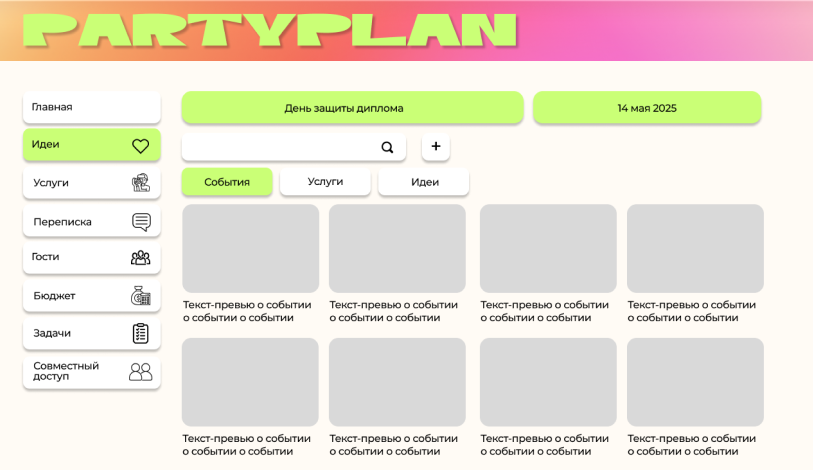 PARTYPLAN
Главная
Идеи
Услуги
Переписка
Гости
Бюджет
Задачи
Совместный
доступ
День защиты диплома
14 мая 2025
+
События
Услуги
Идеи
Текст-превью о событии
о событии о событии
Текст-превью о событии
о событии о событии
Текст-превью о событии
о событии о событии
Текст-превью о событии
о событии о событии
Текст-превью о событии
о событии о событии
Текст-превью о событии
о событии о событии
Текст-превью о событии
о событии о событии
Текст-превью о событии
о событии о событии